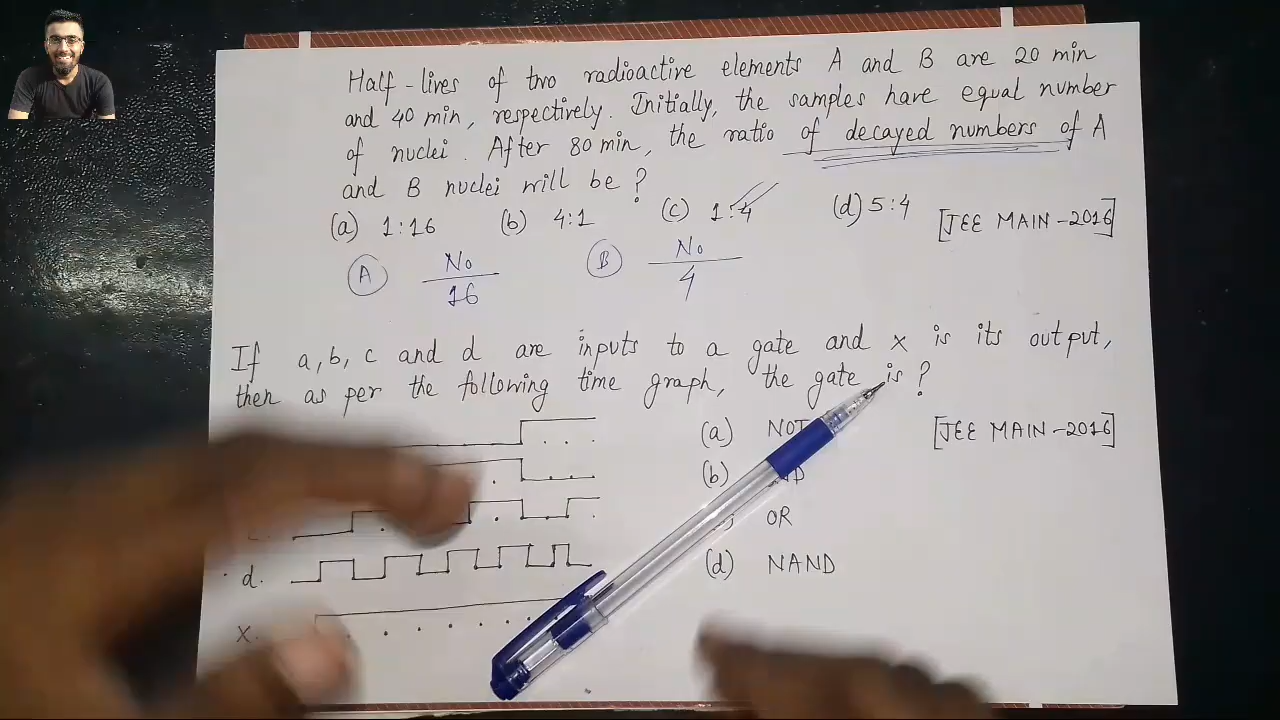 Half-lives of two radioactive elements A and B are 20 min
and 40 min, respectively. Initially, the samples have equal number
of nuclei. After 80 min, the ratio of decayed numbers of A
and B nuclei will be ?
(a) 1:16 (b) 4:1 (c) 1:4 (d) 5:4 [JEE MAIN-2016]
A No/16 B No/4
If a, b, c and d are inputs to a gate and x is its output,
then as per the following time graph, the gate is ?
(a) NOT [JEE MAIN-2016]
(b)
OR
d. (d) NAND
x.